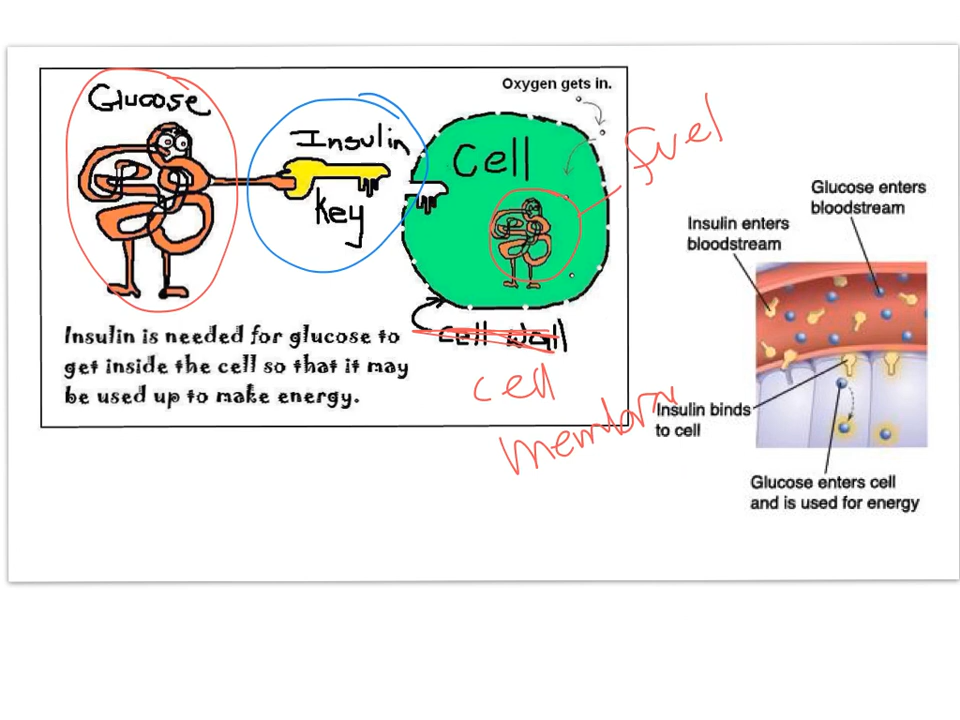 Oxygen gets in.
Glucose
Insulin
Key
Cell
fuel
Cell Wall
cell
membran
Insulin is needed for glucose to
get inside the cell so that it may
be used up to make energy.
Glucose enters
bloodstream
Insulin enters
bloodstream
Insulin binds
to cell
Glucose enters cell
and is used for energy